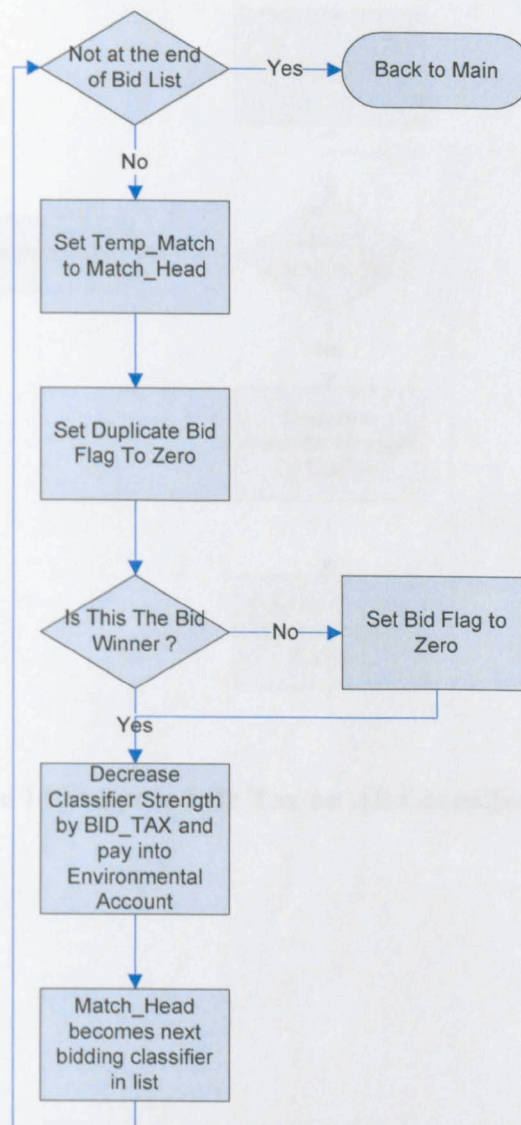 Not at the end
of Bid List
Yes
Back to Main
No
Set Temp_Match
to Match_Head
Set Duplicate Bid
Flag To Zero
Is This The Bid
Winner ?
No
Set Bid Flag to
Zero
Yes
Decrease
Classifier Strength
by BID_TAX and
pay into
Environmental
Account
Match_Head
becomes next
bidding classifier
in list